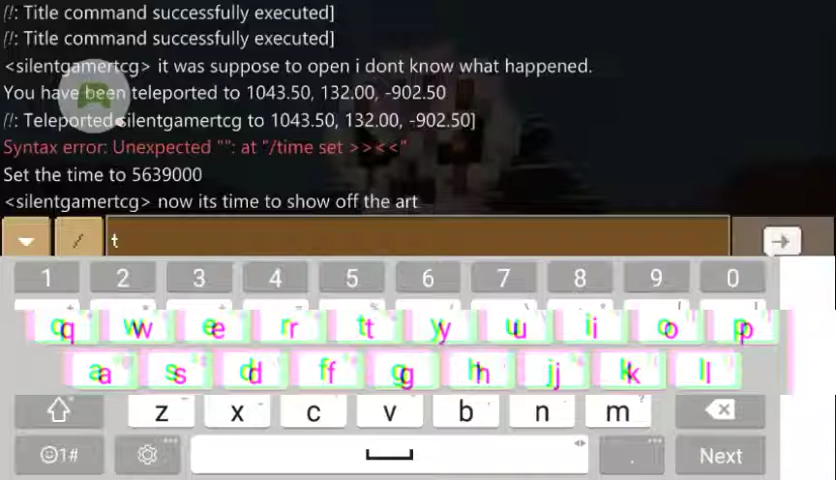 [!: Title command successfully executed]
[!: Title command successfully executed]
<silentgamertcg> it was suppose to open i dont know what happened.
You have been teleported to 1043.50, 132.00, -902.50
[!: Teleported silentgamertcg to 1043.50, 132.00, -902.50]
Syntax error: Unexpected "": at "/time set >><<"
Set the time to 5639000
<silentgamertcg> now its time to show off the art
/ t
1 2 3 4 5 6 7 8 9 0
q w e r t y u i o p
a s d f g h j k l
z x c v b n m
1# . Next